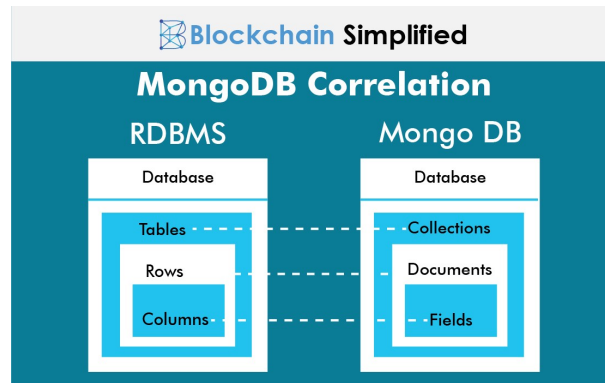 Blockchain Simplified
MongoDB Correlation
RDBMS
Mongo DB
Database
Database
Tables
Collections
Rows
Documents
Columns
Fields